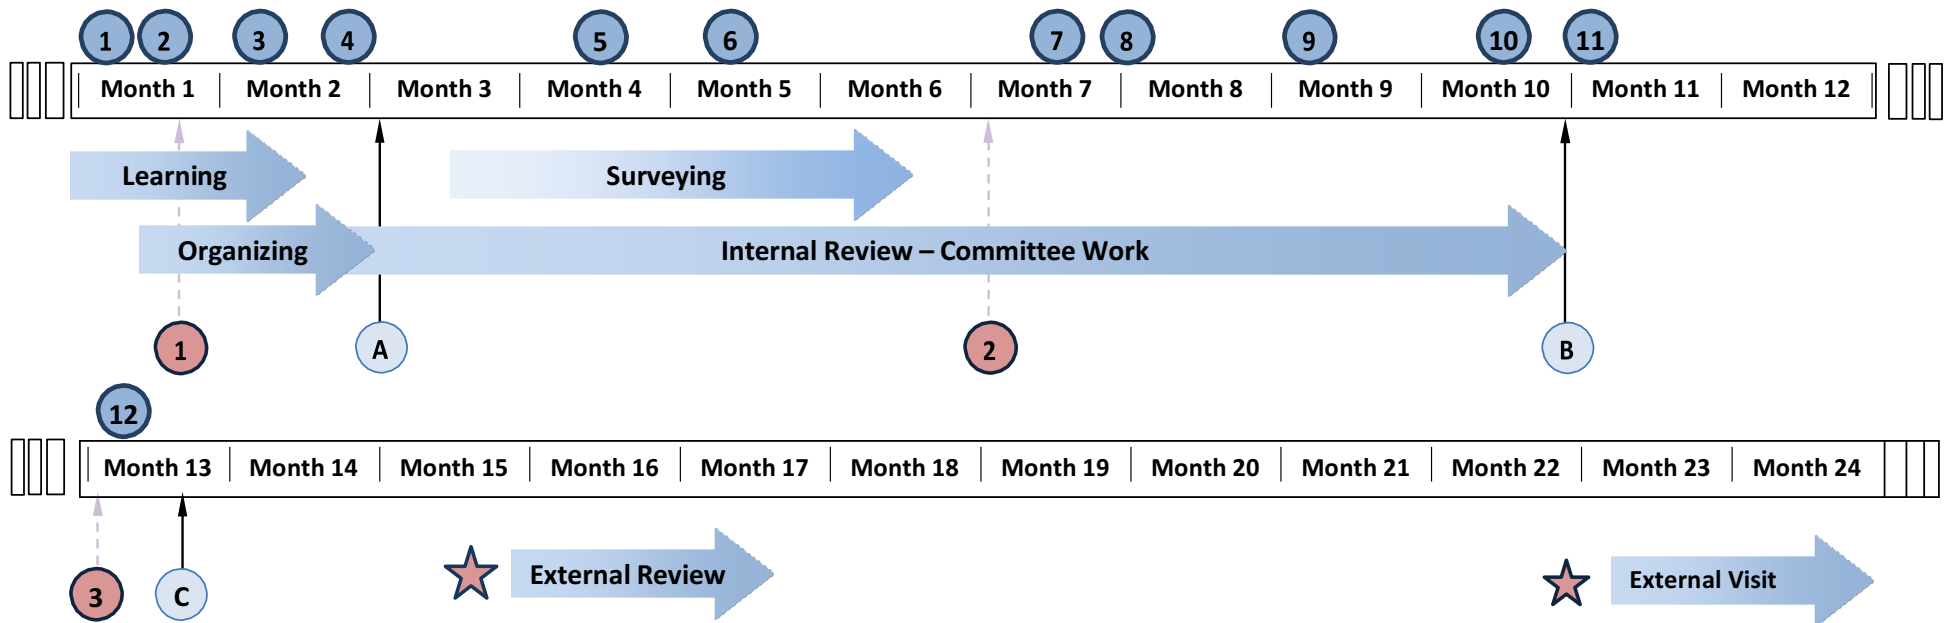 1 2 3 4 5 6 7 8 9 10 11
Month 1 Month 2 Month 3 Month 4 Month 5 Month 6 Month 7 Month 8 Month 9 Month 10 Month 11 Month 12
Learning Surveying
Organizing Internal Review – Committee Work
1 A 2 B
12
Month 13 Month 14 Month 15 Month 16 Month 17 Month 18 Month 19 Month 20 Month 21 Month 22 Month 23 Month 24
External Review External Visit
3 C